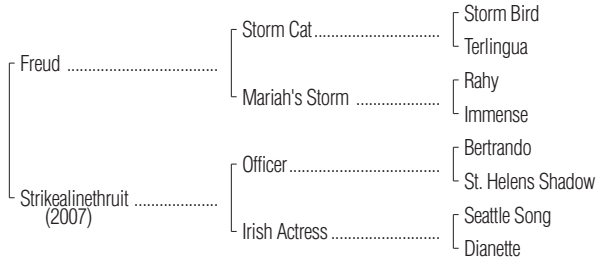 Storm Bird
Storm Cat
Terlingua
Freud
Rahy
Mariah's Storm
Immense
Bertrando
Officer
St. Helens Shadow
Strikealinethruit
(2007)
Seattle Song
Irish Actress
Dianette